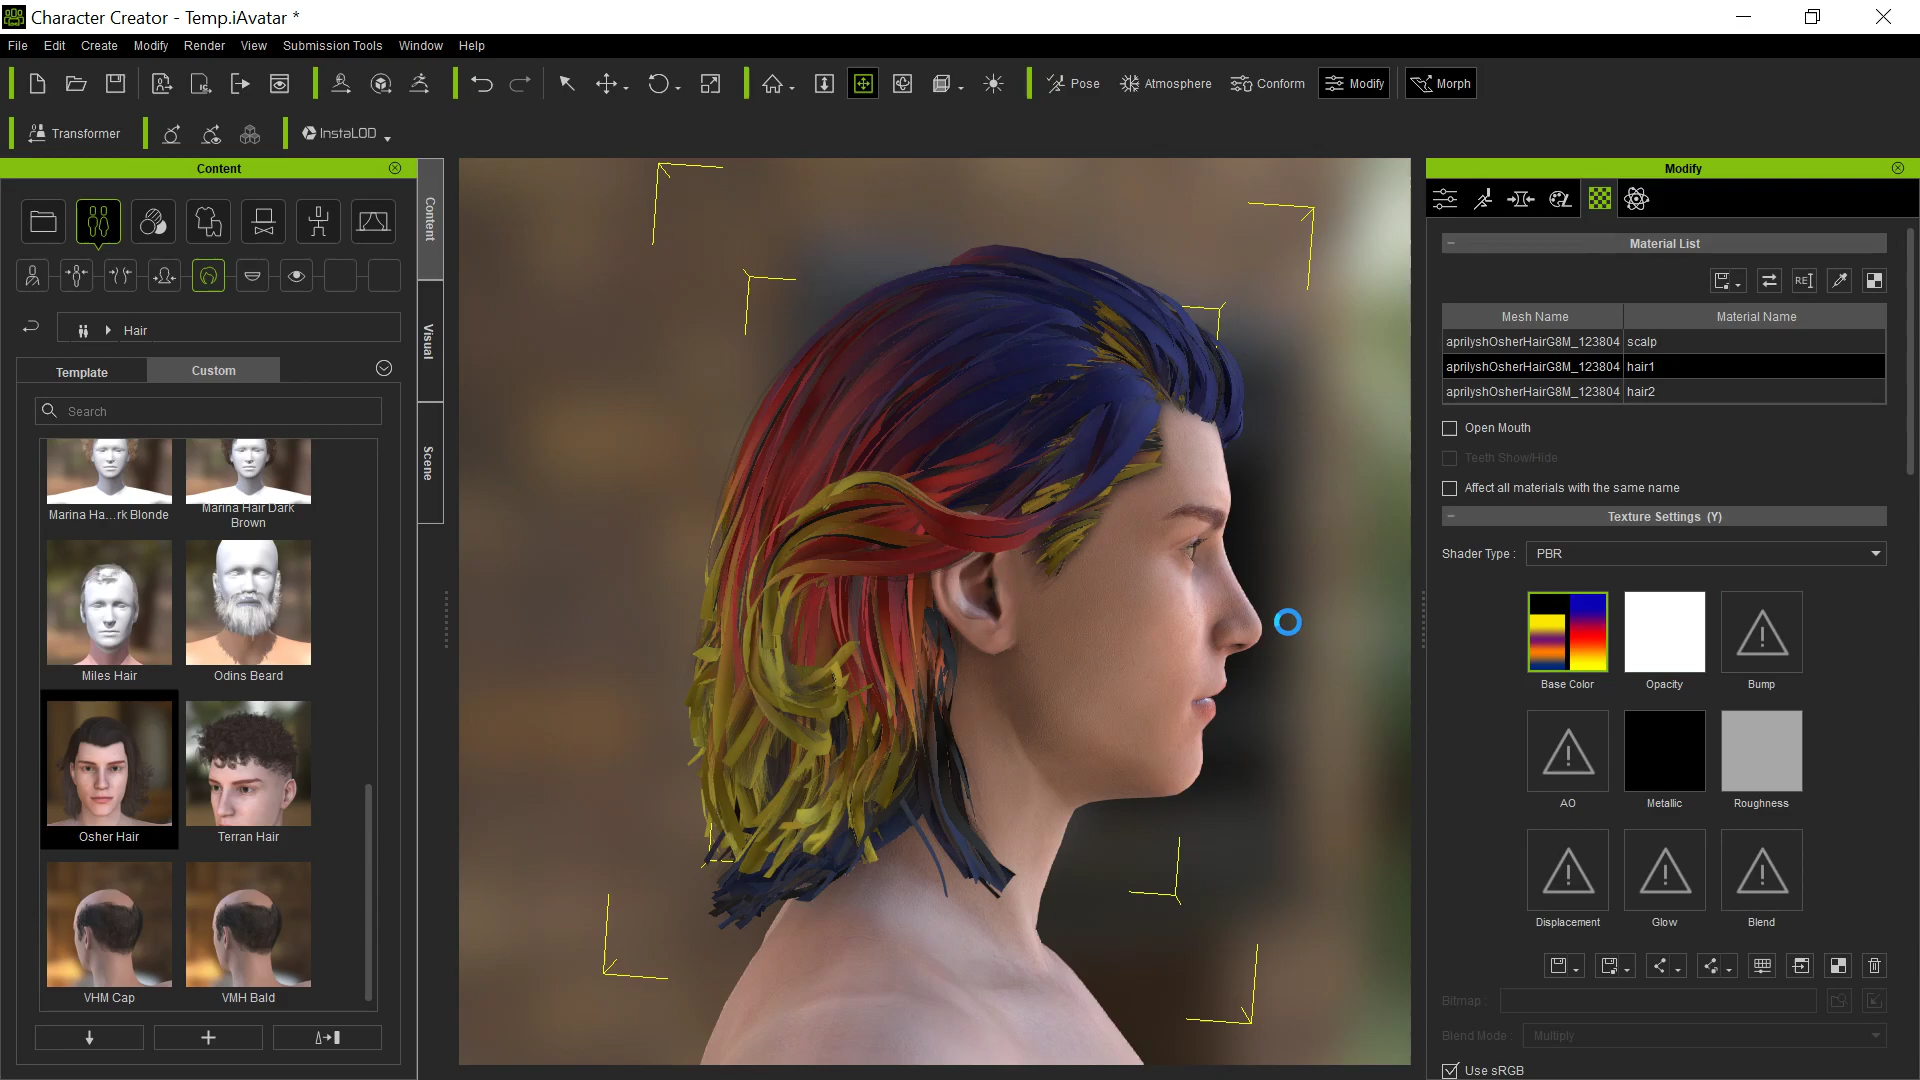 Character Creator - Temp.iAvatar *
File Edit Create Modify Render View Submission Tools Window Help
Pose Atmosphere Conform Modify Morph
Transformer InstaLOD
Content
Content
Visual
Scene
Hair
Template Custom
Search
Marina Ha...rk Blonde
Marina Hair Dark
Brown
Miles Hair
Odins Beard
Osher Hair
Terran Hair
VHM Cap
VMH Bald
Modify
Material List
REI
Mesh Name Material Name
aprilyshOsherHairG8M_123804 scalp
aprilyshOsherHairG8M_123804 hair1
aprilyshOsherHairG8M_123804 hair2
Open Mouth
Teeth Show/Hide
Affect all materials with the same name
Texture Settings (Y)
Shader Type : PBR
Base Color Opacity Bump
AO Metallic Roughness
Displacement Glow Blend
Bitmap :
Blend Mode : Multiply
Use sRGB